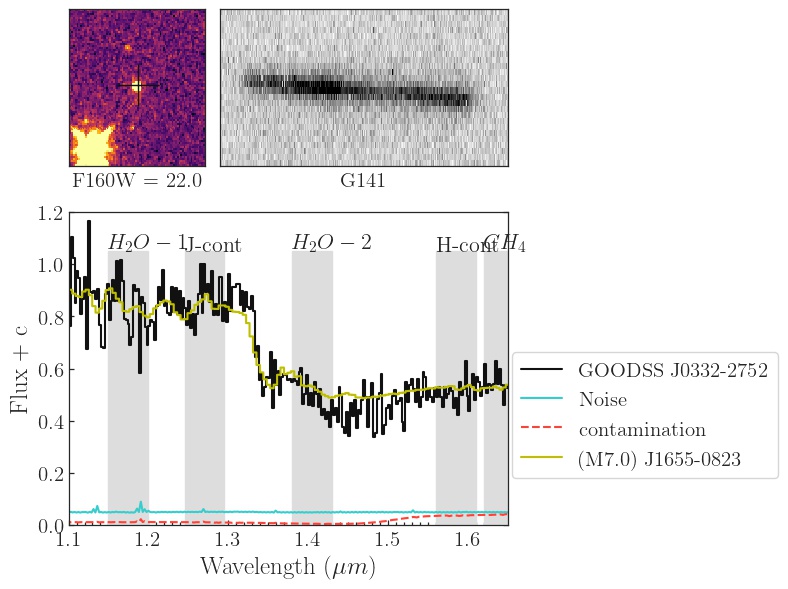 F160W = 22.0
G141
H₂O − 1
J-cont
H₂O − 2
H-cont
CH₄
1.2
1.0
0.8
0.6
0.4
0.2
0.0
Flux + c
1.1
1.2
1.3
1.4
1.5
1.6
Wavelength (μm)
GOODSS J0332-2752
Noise
contamination
(M7.0) J1655-0823